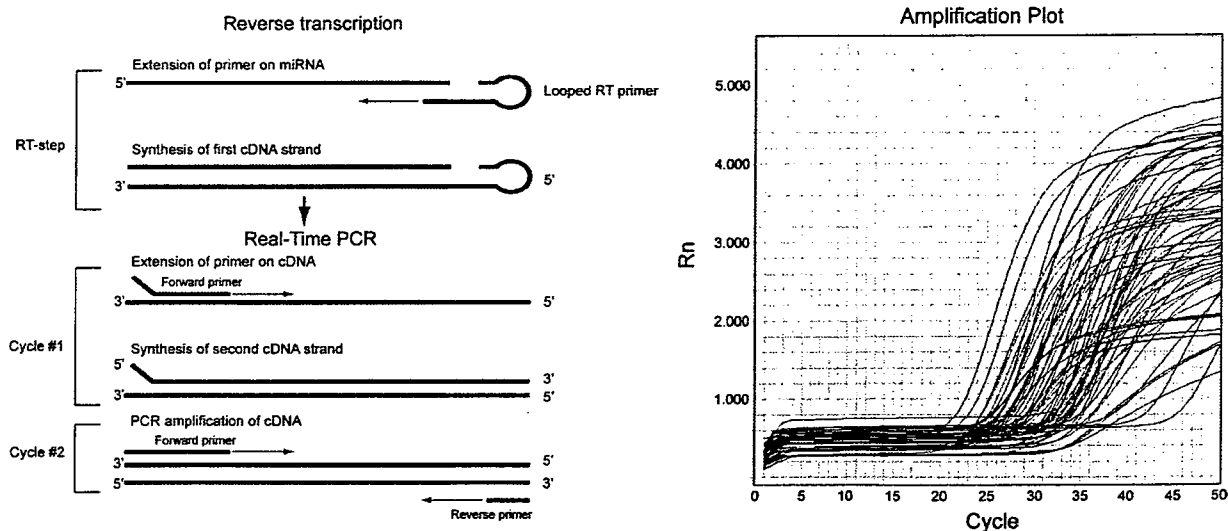 Reverse transcription
RT-step
Extension of primer on miRNA
5'
Looped RT primer
Synthesis of first cDNA strand
3'
5'
Real-Time PCR
Cycle #1
Extension of primer on cDNA
Forward primer
3'
5'
Synthesis of second cDNA strand
5'
3'
3'
5'
Cycle #2
PCR amplification of cDNA
Forward primer
3'
5'
5'
3'
Reverse primer
Amplification Plot
Rn
5.000
4.000
3.000
2.000
1.000
0 5 10 15 20 25 30 35 40 45 50
Cycle